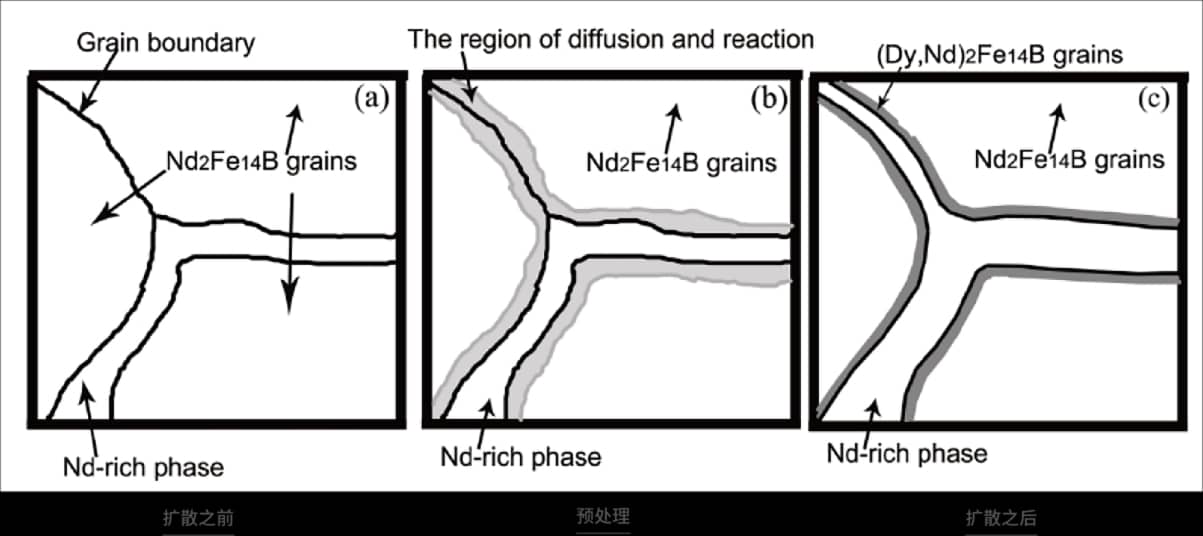 Grain boundary
(a)
Nd2Fe14B grains
Nd-rich phase
The region of diffusion and reaction
(b)
Nd2Fe14B grains
Nd-rich phase
(Dy,Nd)2Fe14B grains
(c)
Nd2Fe14B grains
Nd-rich phase
扩散之前
预处理
扩散之后